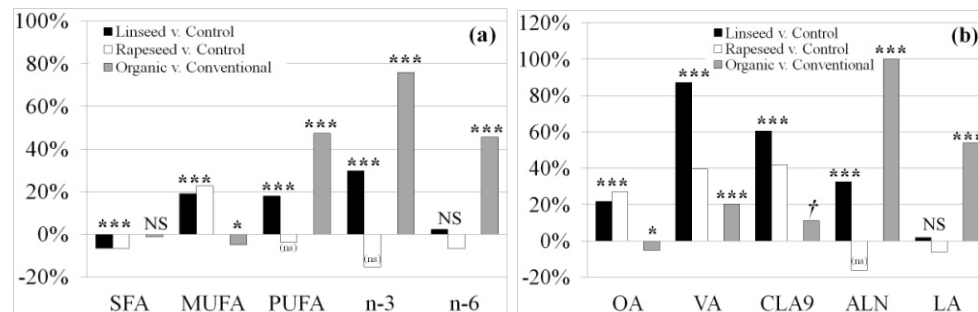 100%
80%
60%
40%
20%
0%
-20%
(a)
Linseed v. Control
Rapeseed v. Control
Organic v. Conventional
***
NS
***
*
***
(ns)
***
***
***
NS
***
SFA MUFA PUFA n-3 n-6
120%
100%
80%
60%
40%
20%
0%
-20%
(b)
Linseed v. Control
Rapeseed v. Control
Organic v. Conventional
***
*
***
***
***
†
***
(ns)
***
NS
***
OA VA CLA9 ALN LA